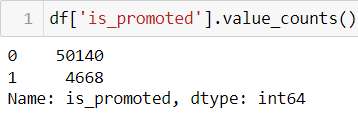 1 df['is_promoted'].value_counts()
0    50140
1     4668
Name: is_promoted, dtype: int64